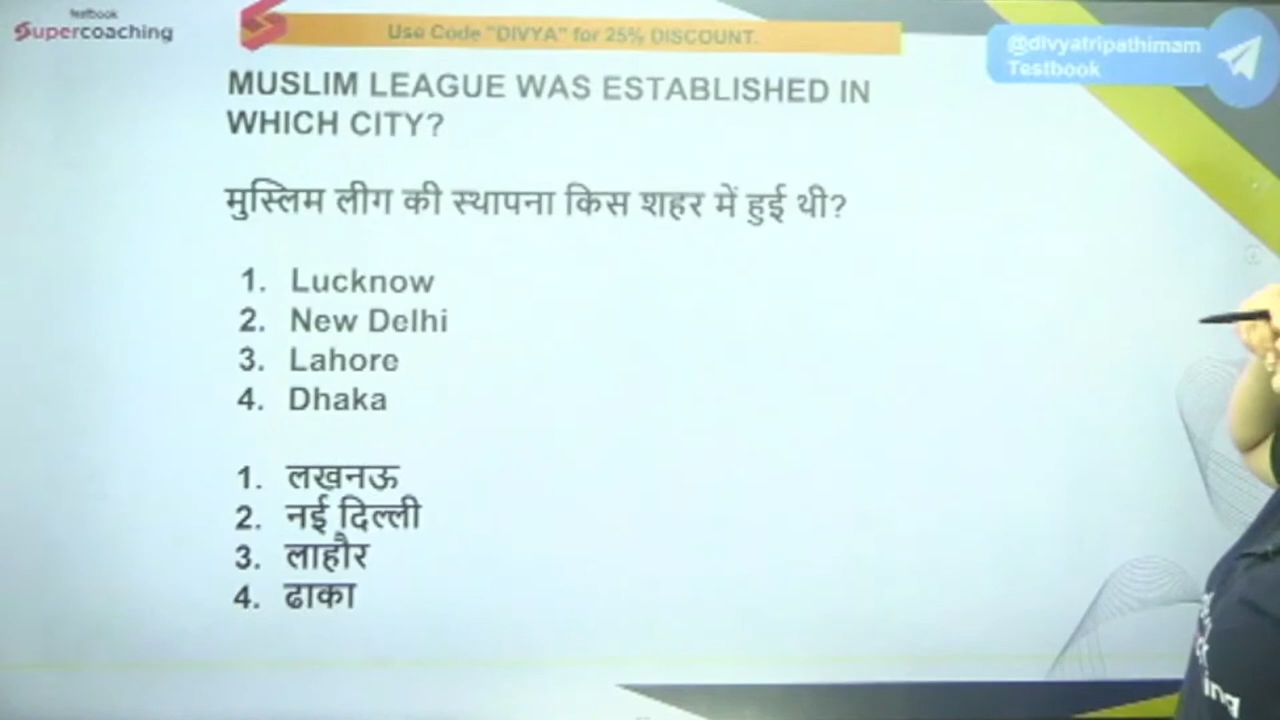 testbook
Supercoaching
Use Code "DIVYA" for 25% DISCOUNT.
@divyatripathimam
Testbook
MUSLIM LEAGUE WAS ESTABLISHED IN
WHICH CITY?
मुस्लिम लीग की स्थापना किस शहर में हुई थी?
1. Lucknow
2. New Delhi
3. Lahore
4. Dhaka
1. लखनऊ
2. नई दिल्ली
3. लाहौर
4. ढाका